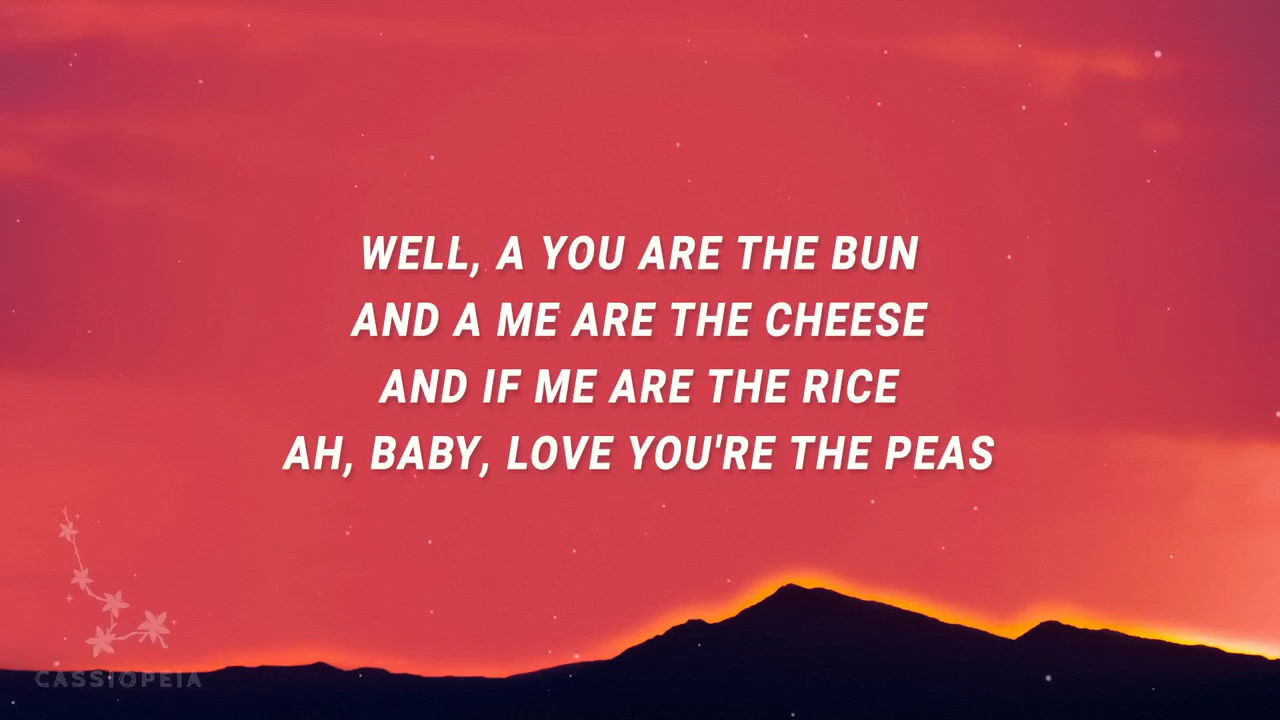 WELL, A YOU ARE THE BUN
AND A ME ARE THE CHEESE
AND IF ME ARE THE RICE
AH, BABY, LOVE YOU'RE THE PEAS
CASSIOPEIA